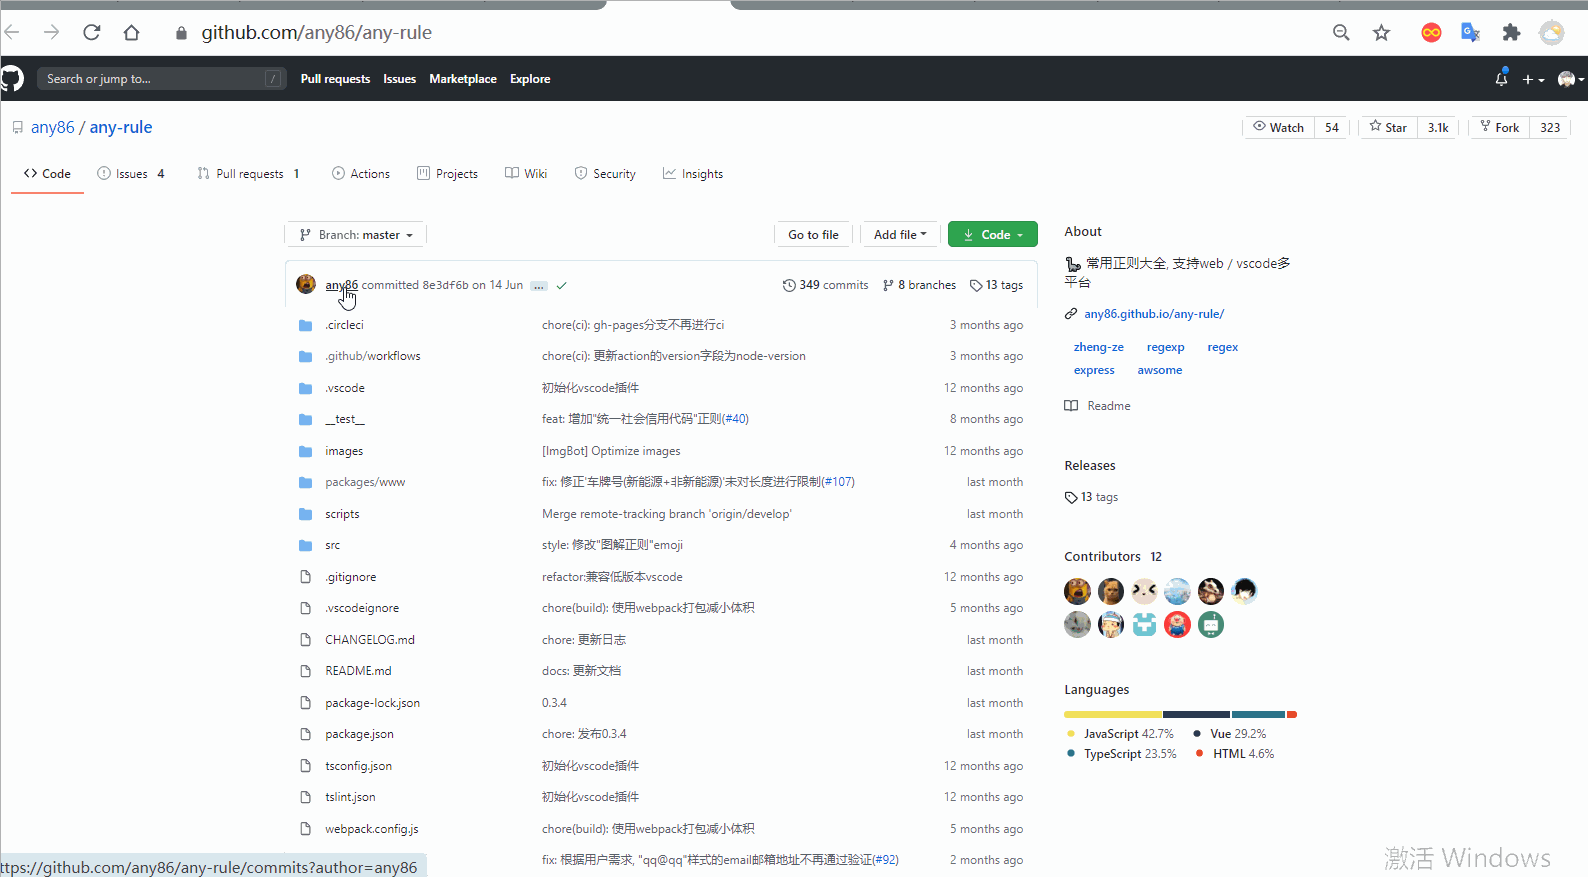 github.com/any86/any-rule
Search or jump to... /
Pull requests Issues Marketplace Explore
any86 / any-rule
Watch 54 Star 3.1k Fork 323
Code Issues 4 Pull requests 1 Actions Projects Wiki Security Insights
Branch: master Go to file Add file Code
any86 committed 8e3df6b on 14 Jun ... 349 commits 8 branches 13 tags
.circleci chore(ci): gh-pages分支不再进行ci 3 months ago
.github/workflows chore(ci): 更新action的version字段为node-version 3 months ago
.vscode 初始化vscode插件 12 months ago
__test__ feat: 增加"统一社会信用代码"正则(#40) 8 months ago
images [ImgBot] Optimize images 12 months ago
packages/www fix: 修正'车牌号(新能源+非新能源)'未对长度进行限制(#107) last month
scripts Merge remote-tracking branch 'origin/develop' last month
src style: 修改"图解正则"emoji 4 months ago
.gitignore refactor:兼容低版本vscode 12 months ago
.vscodeignore chore(build): 使用webpack打包减小体积 5 months ago
CHANGELOG.md chore: 更新日志 last month
README.md docs: 更新文档 last month
package-lock.json 0.3.4 last month
package.json chore: 发布0.3.4 last month
tsconfig.json 初始化vscode插件 12 months ago
tslint.json 初始化vscode插件 12 months ago
webpack.config.js chore(build): 使用webpack打包减小体积 5 months ago
fix: 根据用户需求, "qq@qq"样式的email邮箱地址不再通过验证(#92) 2 months ago
About
常用正则大全, 支持web / vscode多
平台
any86.github.io/any-rule/
zheng-ze regexp regex
express awsome
Readme
Releases
13 tags
Contributors 12
Languages
JavaScript 42.7% Vue 29.2%
TypeScript 23.5% HTML 4.6%
ttps://github.com/any86/any-rule/commits?author=any86
激活 Windows